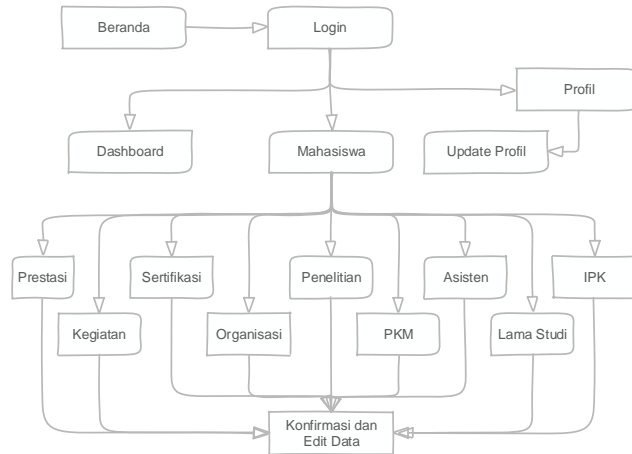 Beranda
Login
Profil
Dashboard
Mahasiswa
Update Profil
Prestasi
Sertifikasi
Penelitian
Asisten
IPK
Kegiatan
Organisasi
PKM
Lama Studi
Konfirmasi dan
Edit Data